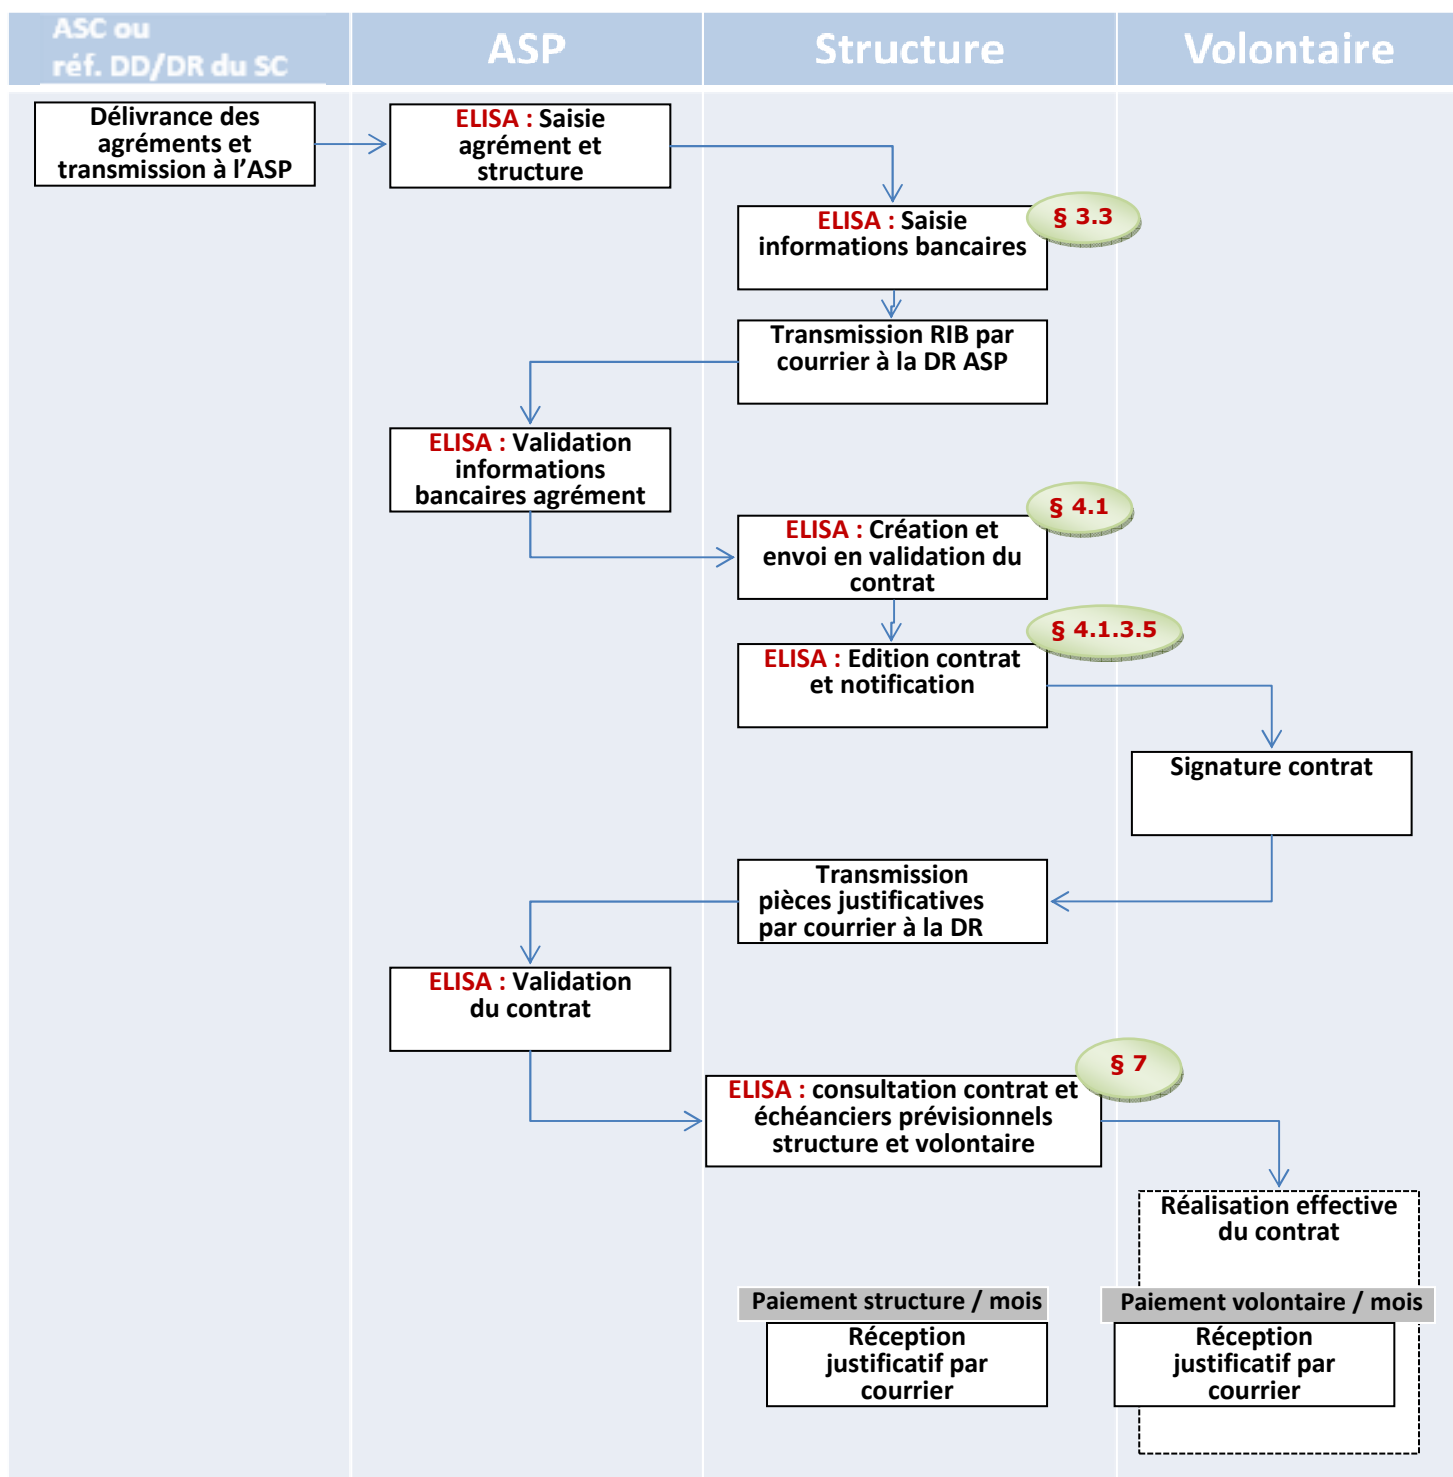 ASC ou
réf. DD/DR du SC
ASP
Structure
Volontaire
Délivrance des
agréments et
transmission à l'ASP
ELISA : Saisie
agrément et
structure
§ 3.3
ELISA : Saisie
informations bancaires
Transmission RIB par
courrier à la DR ASP
ELISA : Validation
informations
bancaires agrément
§ 4.1
ELISA : Création et
envoi en validation du
contrat
§ 4.1.3.5
ELISA : Edition contrat
et notification
Signature contrat
Transmission
pièces justificatives
par courrier à la DR
ELISA : Validation
du contrat
§ 7
ELISA : consultation contrat et
échéanciers prévisionnels
structure et volontaire
Réalisation effective
du contrat
Paiement structure / mois
Réception
justificatif par
courrier
Paiement volontaire / mois
Réception
justificatif par
courrier